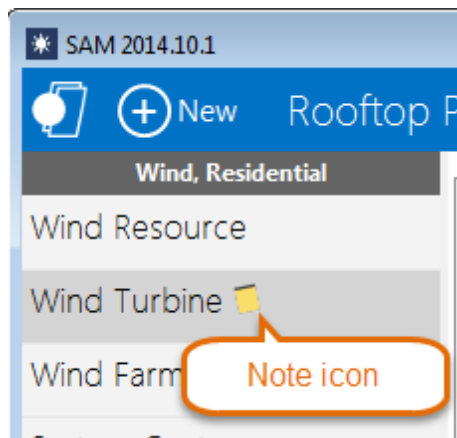 SAM 2014.10.1
New Rooftop
Wind, Residential
Wind Resource
Wind Turbine
Wind Farm
Note icon